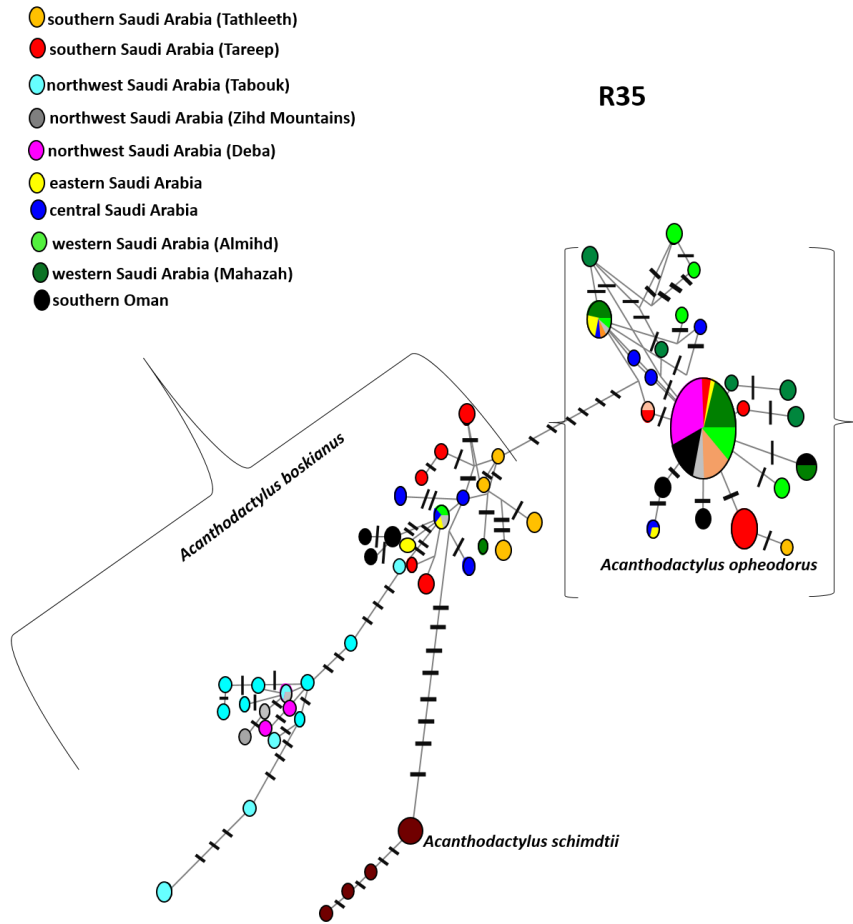 southern Saudi Arabia (Tathleeth)
southern Saudi Arabia (Tareep)
northwest Saudi Arabia (Tabouk)
northwest Saudi Arabia (Zihd Mountains)
northwest Saudi Arabia (Deba)
eastern Saudi Arabia
central Saudi Arabia
western Saudi Arabia (Almihd)
western Saudi Arabia (Mahazah)
southern Oman
R35
Acanthodactylus boskianus
Acanthodactylus opheodorus
Acanthodactylus schimdtii